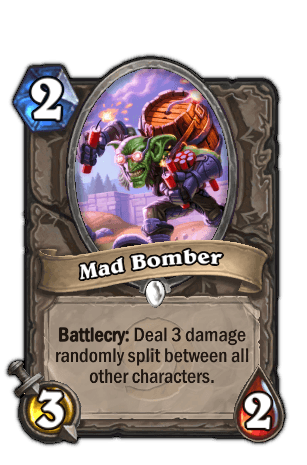 2
Mad Bomber
Battlecry: Deal 3 damage
randomly split between all
other characters.
3
2